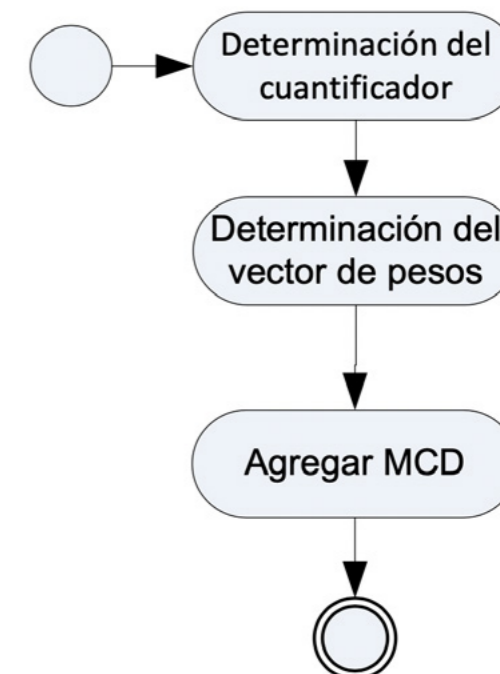 Determinación del
cuantificador
Determinación del
vector de pesos
Agregar MCD